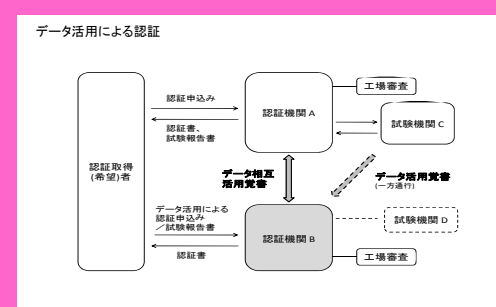 データ活用による認証
認証申込み
認証書、
試験報告書
認証機関A
工場審査
試験機関C
認証取得
(希望)者
データ相互
活用覚書
データ活用覚書
(一方通行)
データ活用による
認証申込み
／試験報告書
認証書
認証機関B
試験機関D
工場審査